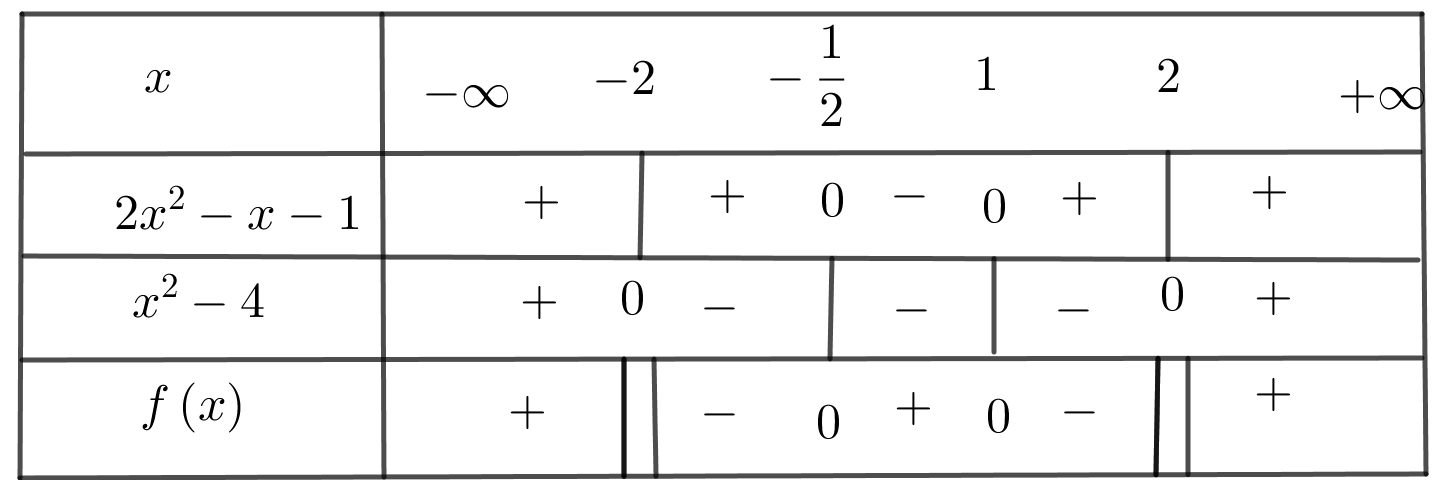 x −∞ −2 −1/2 1 2 +∞
2x² − x − 1 + | + 0 − 0 + | +
x² − 4 + 0 − | − | − 0 +
f (x) + || − 0 + 0 − || +